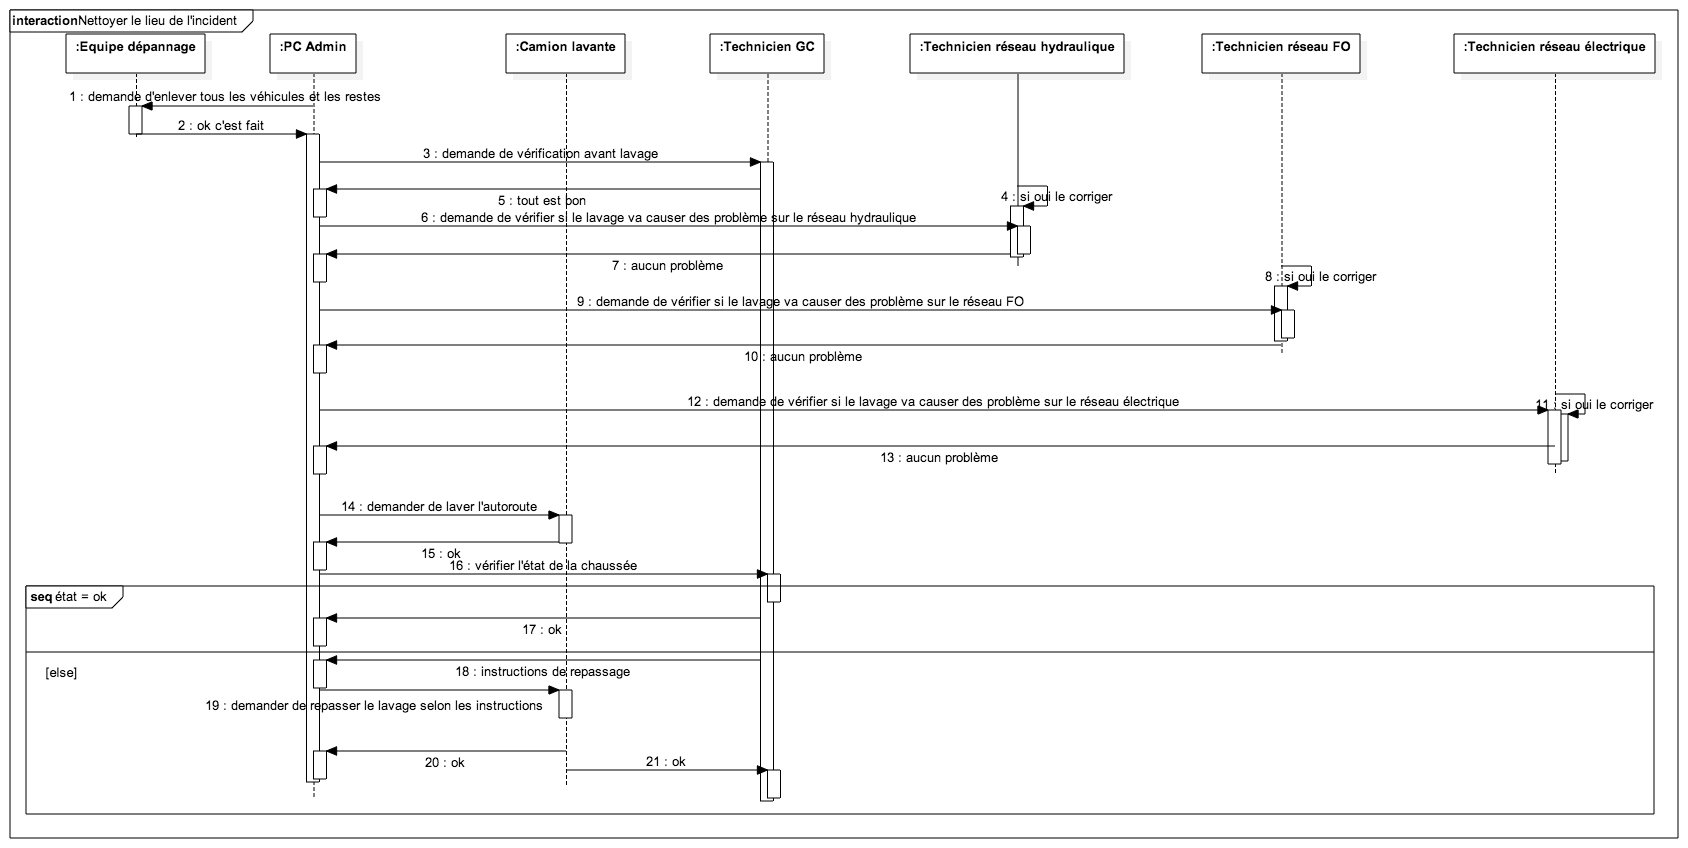 interactionNettoyer le lieu de l'incident
:Equipe dépannage
:PC Admin
:Camion lavante
:Technicien GC
:Technicien réseau hydraulique
:Technicien réseau FO
:Technicien réseau électrique
1 : demande d'enlever tous les véhicules et les restes
2 : ok c'est fait
3 : demande de vérification avant lavage
4 : si oui le corriger
5 : tout est bon
6 : demande de vérifier si le lavage va causer des problème sur le réseau hydraulique
7 : aucun problème
8 : si oui le corriger
9 : demande de vérifier si le lavage va causer des problème sur le réseau FO
10 : aucun problème
12 : demande de vérifier si le lavage va causer des problème sur le réseau électrique
11 : si oui le corriger
13 : aucun problème
14 : demander de laver l'autoroute
15 : ok
16 : vérifier l'état de la chaussée
seq état = ok
17 : ok
[else]
18 : instructions de repassage
19 : demander de repasser le lavage selon les instructions
20 : ok
21 : ok